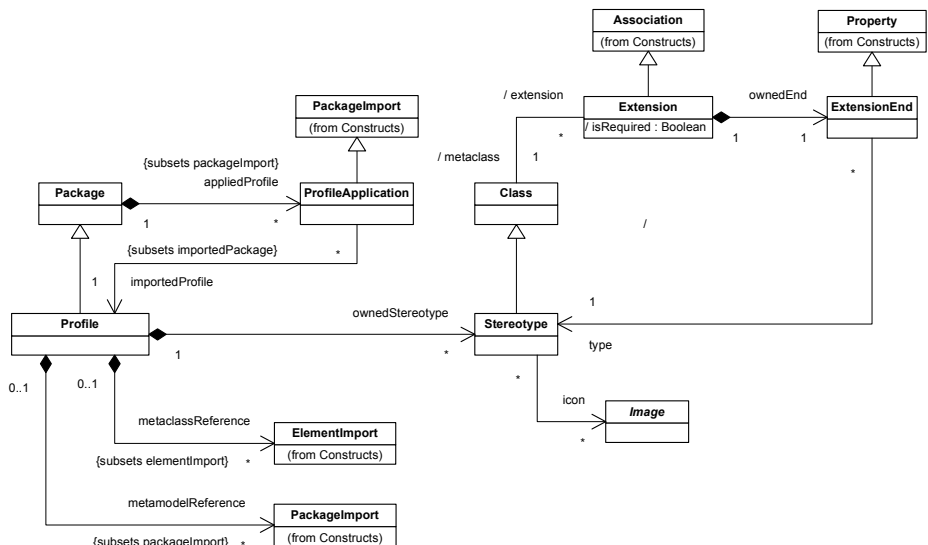 Association
(from Constructs)
Property
(from Constructs)
PackageImport
(from Constructs)
/ extension
*
Extension
/ isRequired : Boolean
ownedEnd
1
1
ExtensionEnd
*
/ metaclass
1
{subsets packageImport}
appliedProfile
Package
1
*
ProfileApplication
Class
/
{subsets importedPackage}
*
importedProfile
1
Profile
1
ownedStereotype
*
Stereotype
1
type
*
icon
*
Image
0..1
0..1
metaclassReference
{subsets elementImport}
*
ElementImport
(from Constructs)
metamodelReference
{subsets packageImport}
*
PackageImport
(from Constructs)